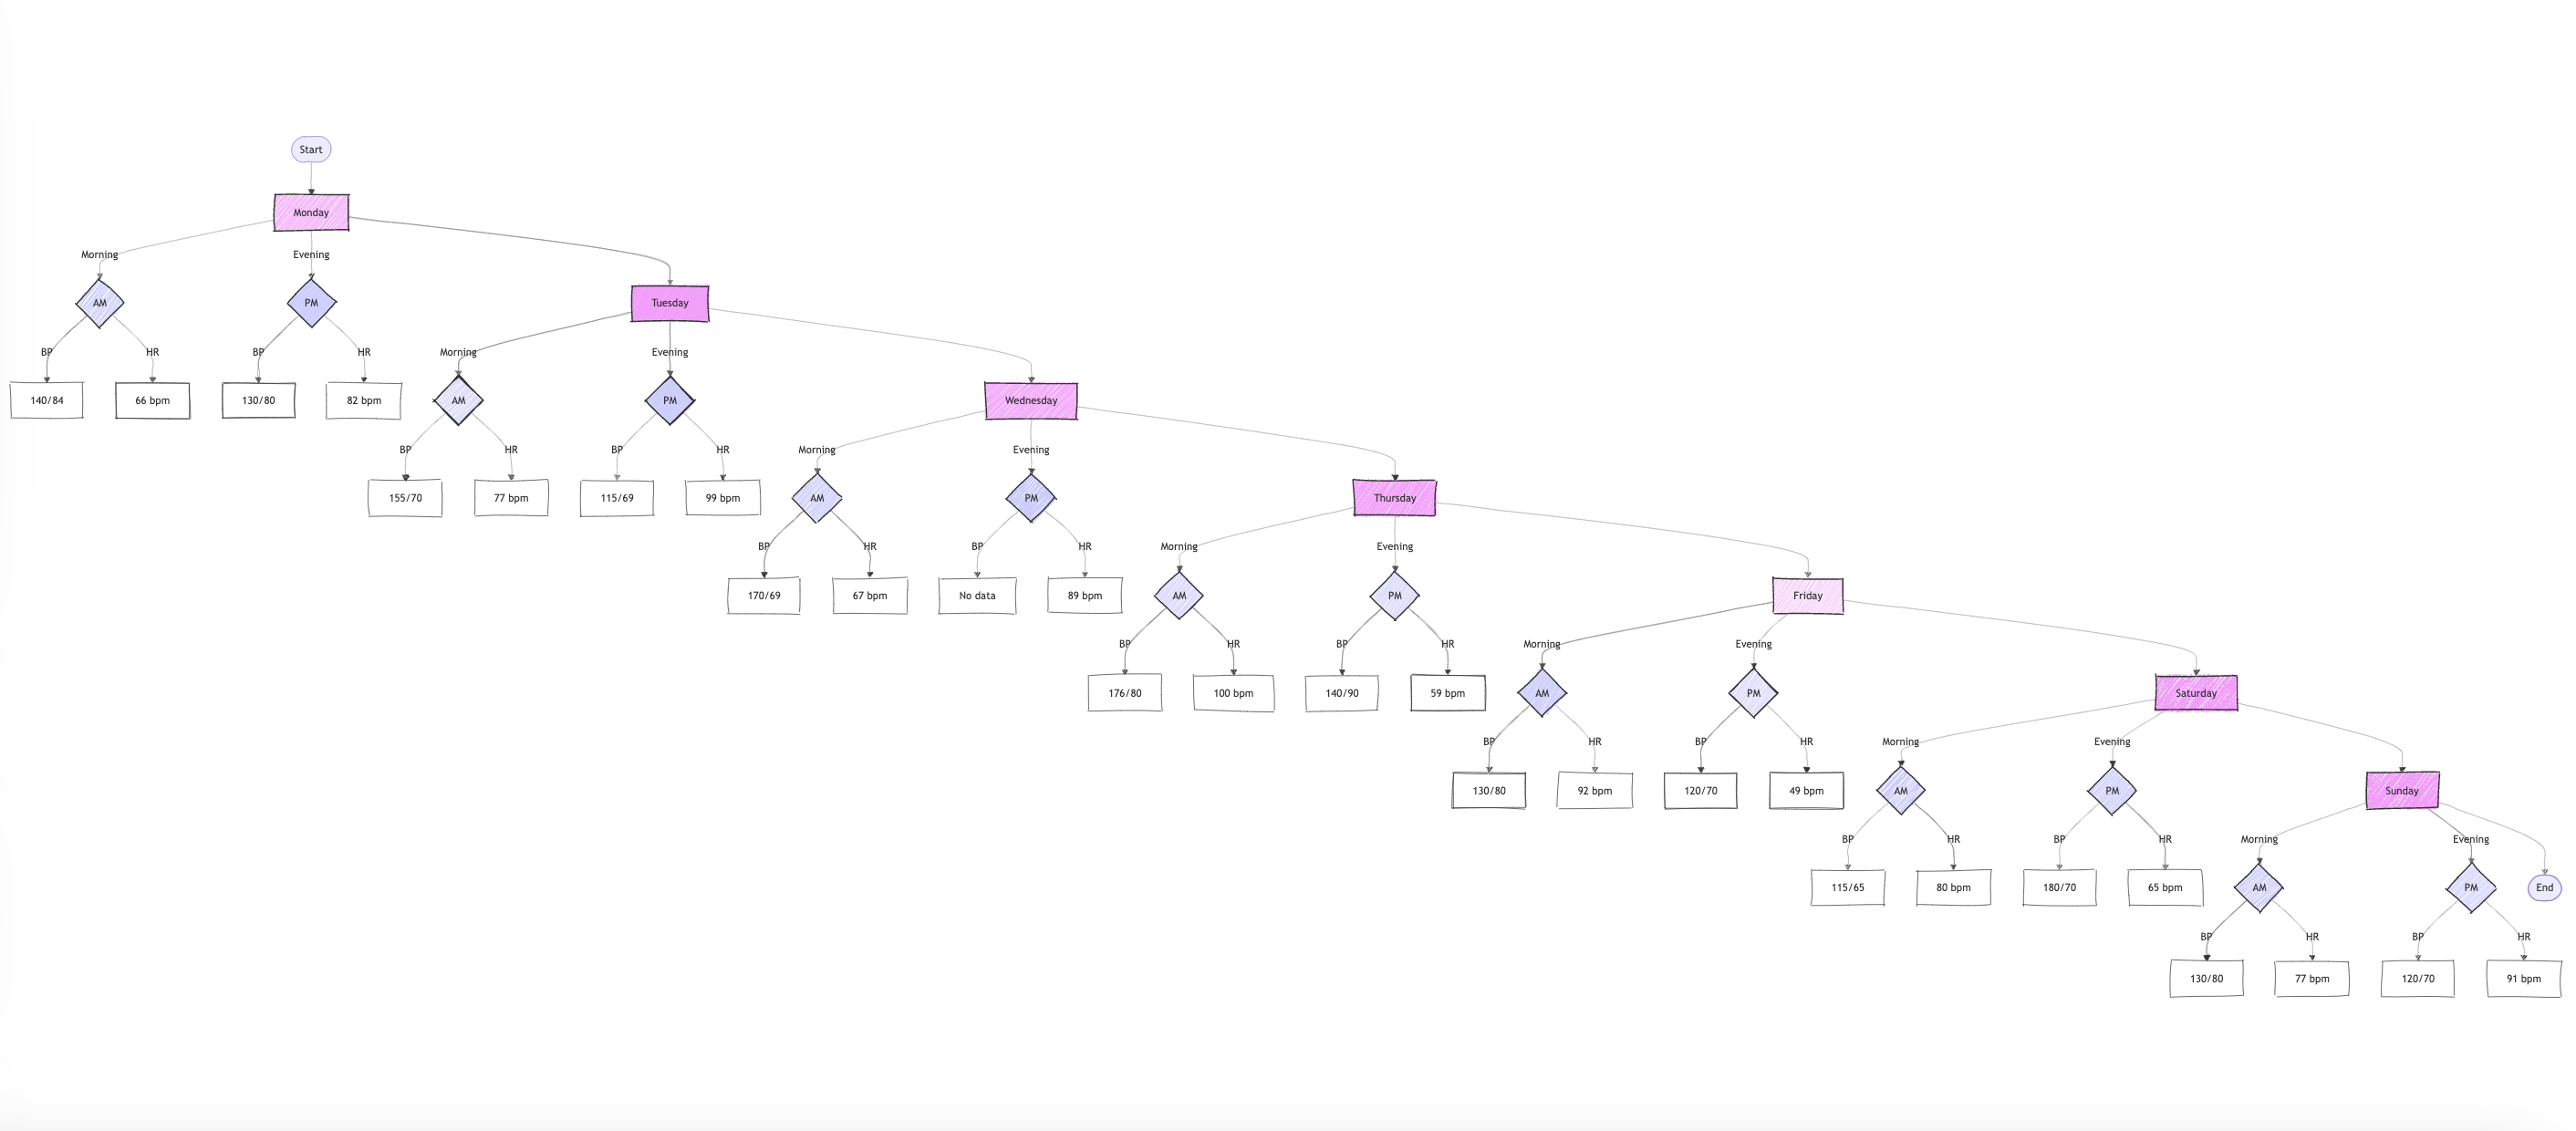 Start
Monday
Morning
Evening
AM
PM
Tuesday
BP
HR
BP
HR
Morning
Evening
140/84
66 bpm
130/80
82 bpm
AM
PM
Wednesday
BP
HR
BP
HR
Morning
Evening
155/70
77 bpm
115/69
99 bpm
AM
PM
Thursday
BP
HR
BP
HR
Morning
Evening
170/69
67 bpm
No data
89 bpm
AM
PM
Friday
BP
HR
BP
HR
Morning
Evening
176/80
100 bpm
140/90
59 bpm
AM
PM
Saturday
BP
HR
BP
HR
Morning
Evening
130/80
92 bpm
120/70
49 bpm
AM
PM
Sunday
BP
HR
BP
HR
Morning
Evening
115/65
80 bpm
180/70
65 bpm
AM
PM
End
BP
HR
BP
HR
130/80
77 bpm
120/70
91 bpm